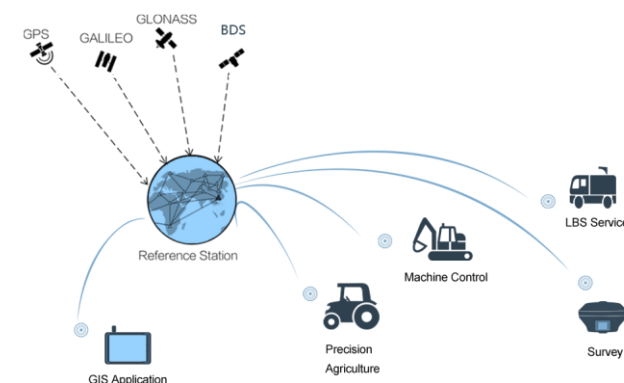 GPS
GALILEO
GLONASS
BDS
Reference Station
LBS Service
Machine Control
Survey
Precision
Agriculture
GIS Application